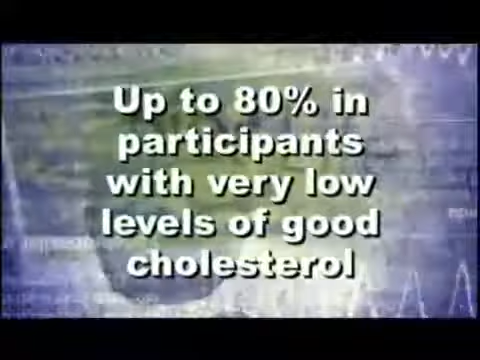 Up to 80% in
participants
with very low
levels of good
cholesterol